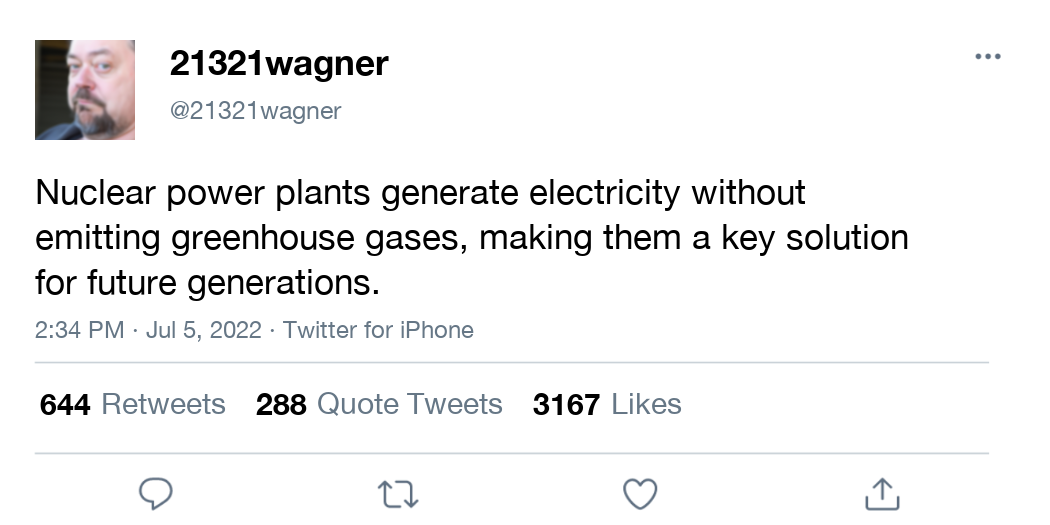 21321wagner
@21321wagner
Nuclear power plants generate electricity without
emitting greenhouse gases, making them a key solution
for future generations.
2:34 PM · Jul 5, 2022 · Twitter for iPhone
644 Retweets 288 Quote Tweets 3167 Likes